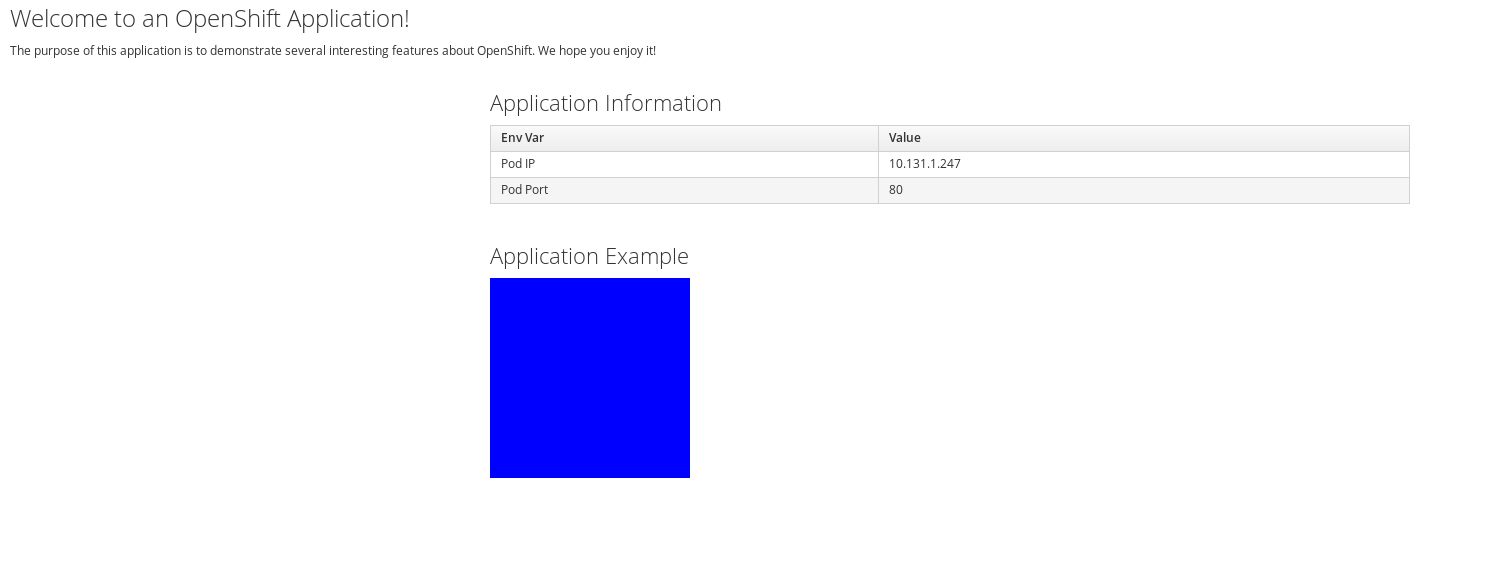 Welcome to an OpenShift Application!
The purpose of this application is to demonstrate several interesting features about OpenShift. We hope you enjoy it!
Application Information
Env Var Value
Pod IP 10.131.1.247
Pod Port 80
Application Example